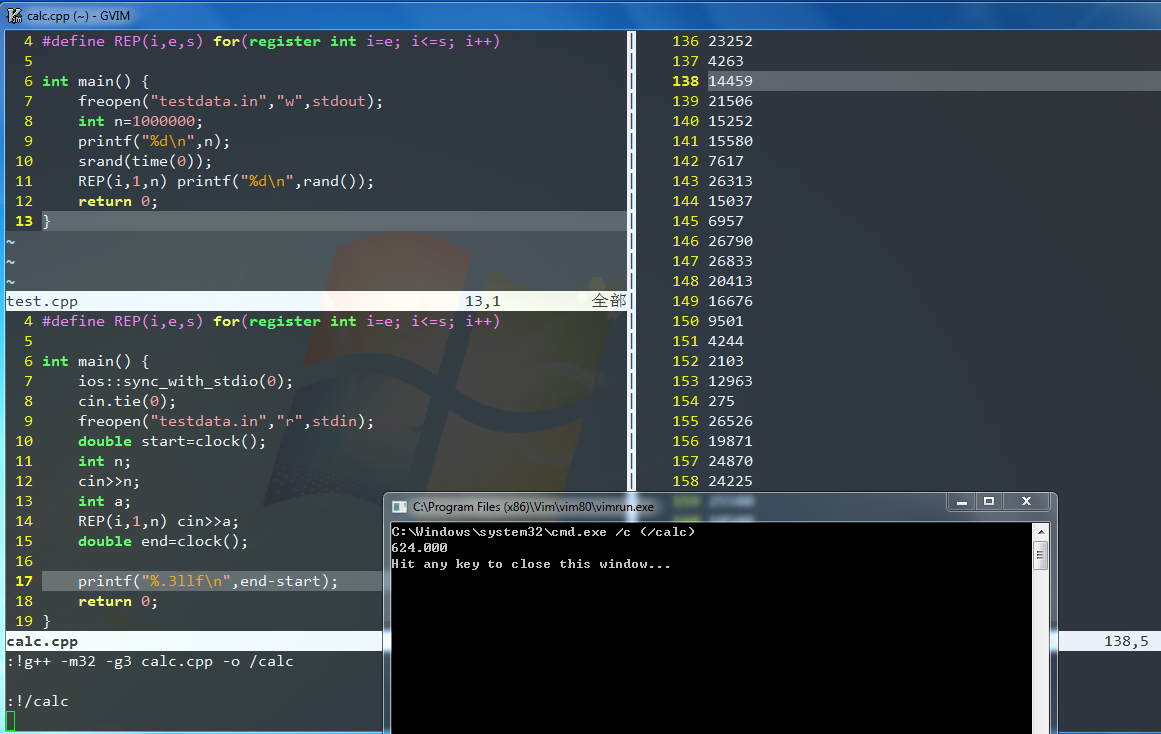 calc.cpp (~) - GVIM
4 #define REP(i,e,s) for(register int i=e; i<=s; i++)
5
6 int main() {
7     freopen("testdata.in","w",stdout);
8     int n=1000000;
9     printf("%d\n",n);
10     srand(time(0));
11     REP(i,1,n) printf("%d\n",rand());
12     return 0;
13 }
~
~
~
test.cpp 13,1 全部
4 #define REP(i,e,s) for(register int i=e; i<=s; i++)
5
6 int main() {
7     ios::sync_with_stdio(0);
8     cin.tie(0);
9     freopen("testdata.in","r",stdin);
10     double start=clock();
11     int n;
12     cin>>n;
13     int a;
14     REP(i,1,n) cin>>a;
15     double end=clock();
16
17     printf("%.3llf\n",end-start);
18     return 0;
19 }
calc.cpp
:!g++ -m32 -g3 calc.cpp -o /calc
:!/calc
136 23252
137 4263
138 14459
139 21506
140 15252
141 15580
142 7617
143 26313
144 15037
145 6957
146 26790
147 26833
148 20413
149 16676
150 9501
151 4244
152 2103
153 12963
154 275
155 26526
156 19871
157 24870
158 24225
138,5
C:\Program Files (x86)\Vim\vim80\vimrun.exe
C:\Windows\system32\cmd.exe /c (/calc)
624.000
Hit any key to close this window...